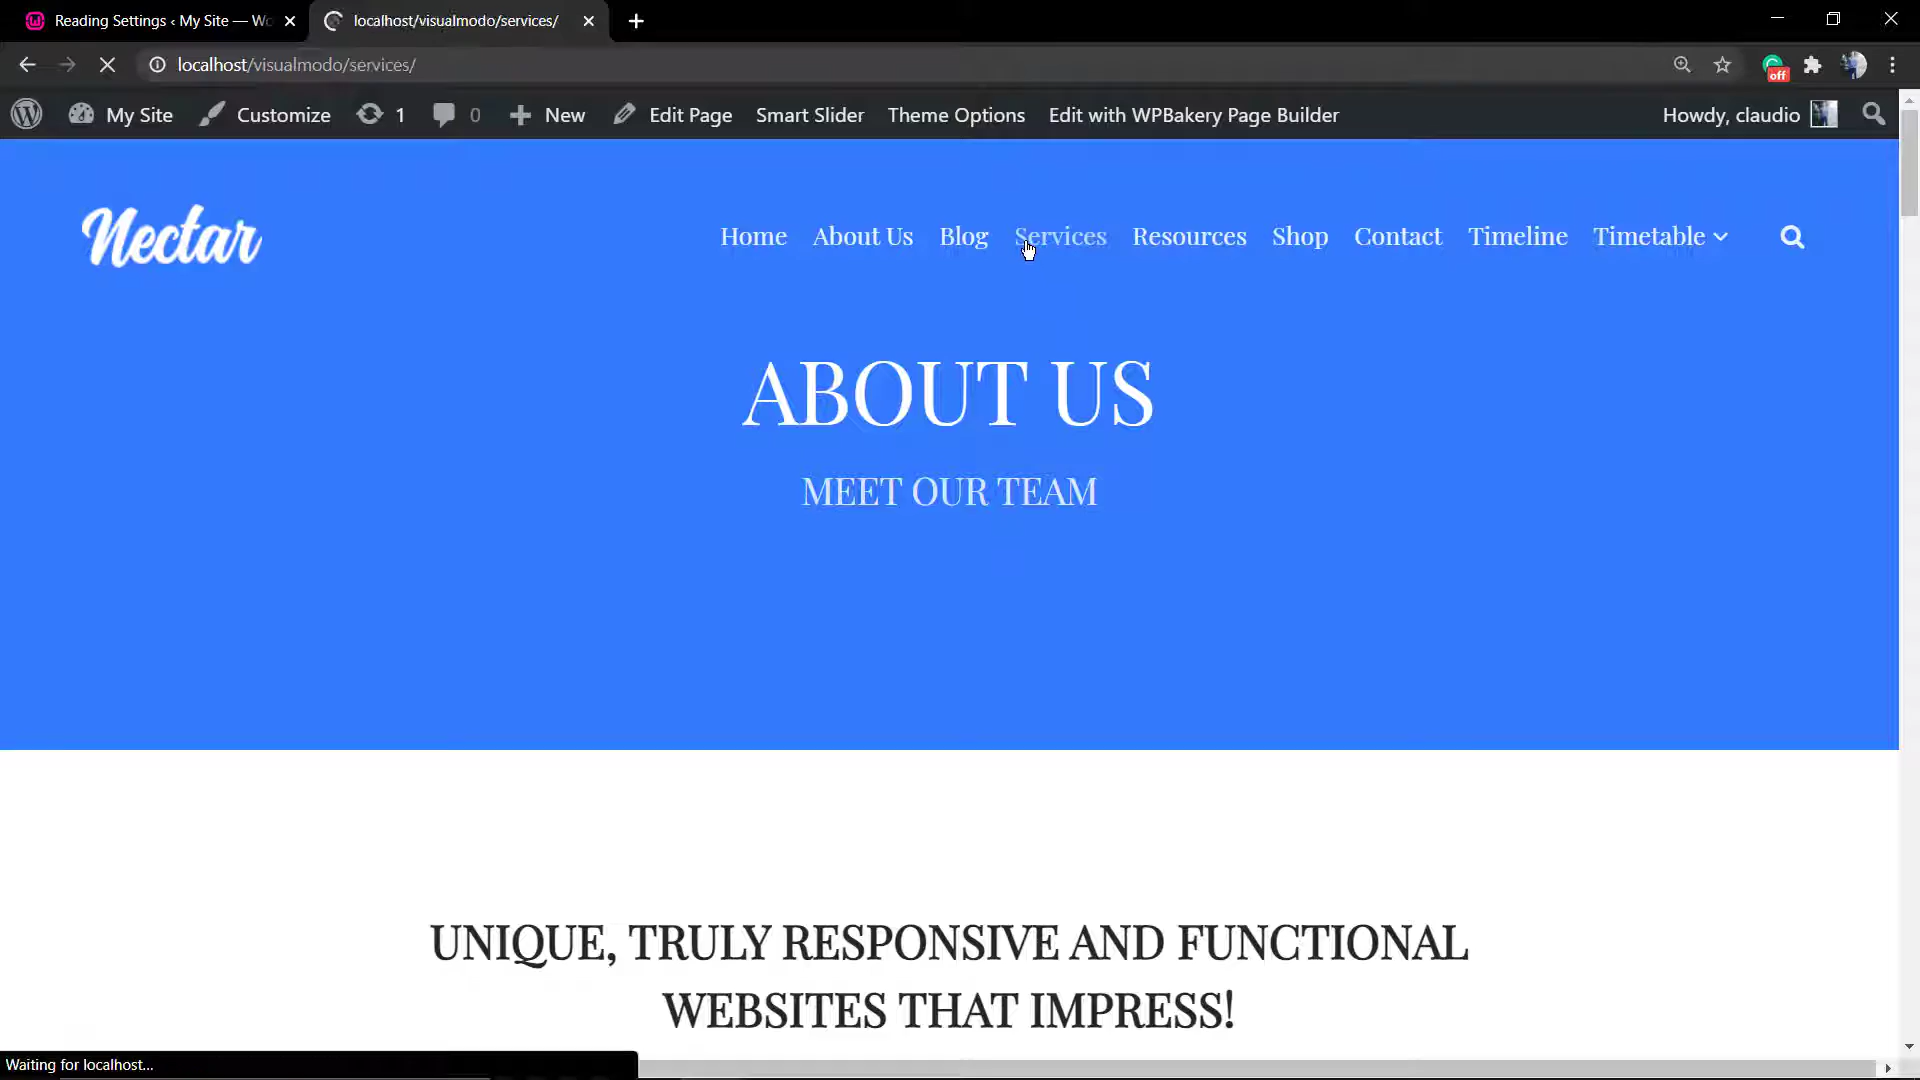 Reading Settings ‹ My Site — Wo
localhost/visualmodo/services/
localhost/visualmodo/services/
off
My Site
Customize
1
0
New
Edit Page
Smart Slider
Theme Options
Edit with WPBakery Page Builder
Howdy, claudio
Nectar
Home
About Us
Blog
Services
Resources
Shop
Contact
Timeline
Timetable
ABOUT US
MEET OUR TEAM
UNIQUE, TRULY RESPONSIVE AND FUNCTIONAL
WEBSITES THAT IMPRESS!
Waiting for localhost...